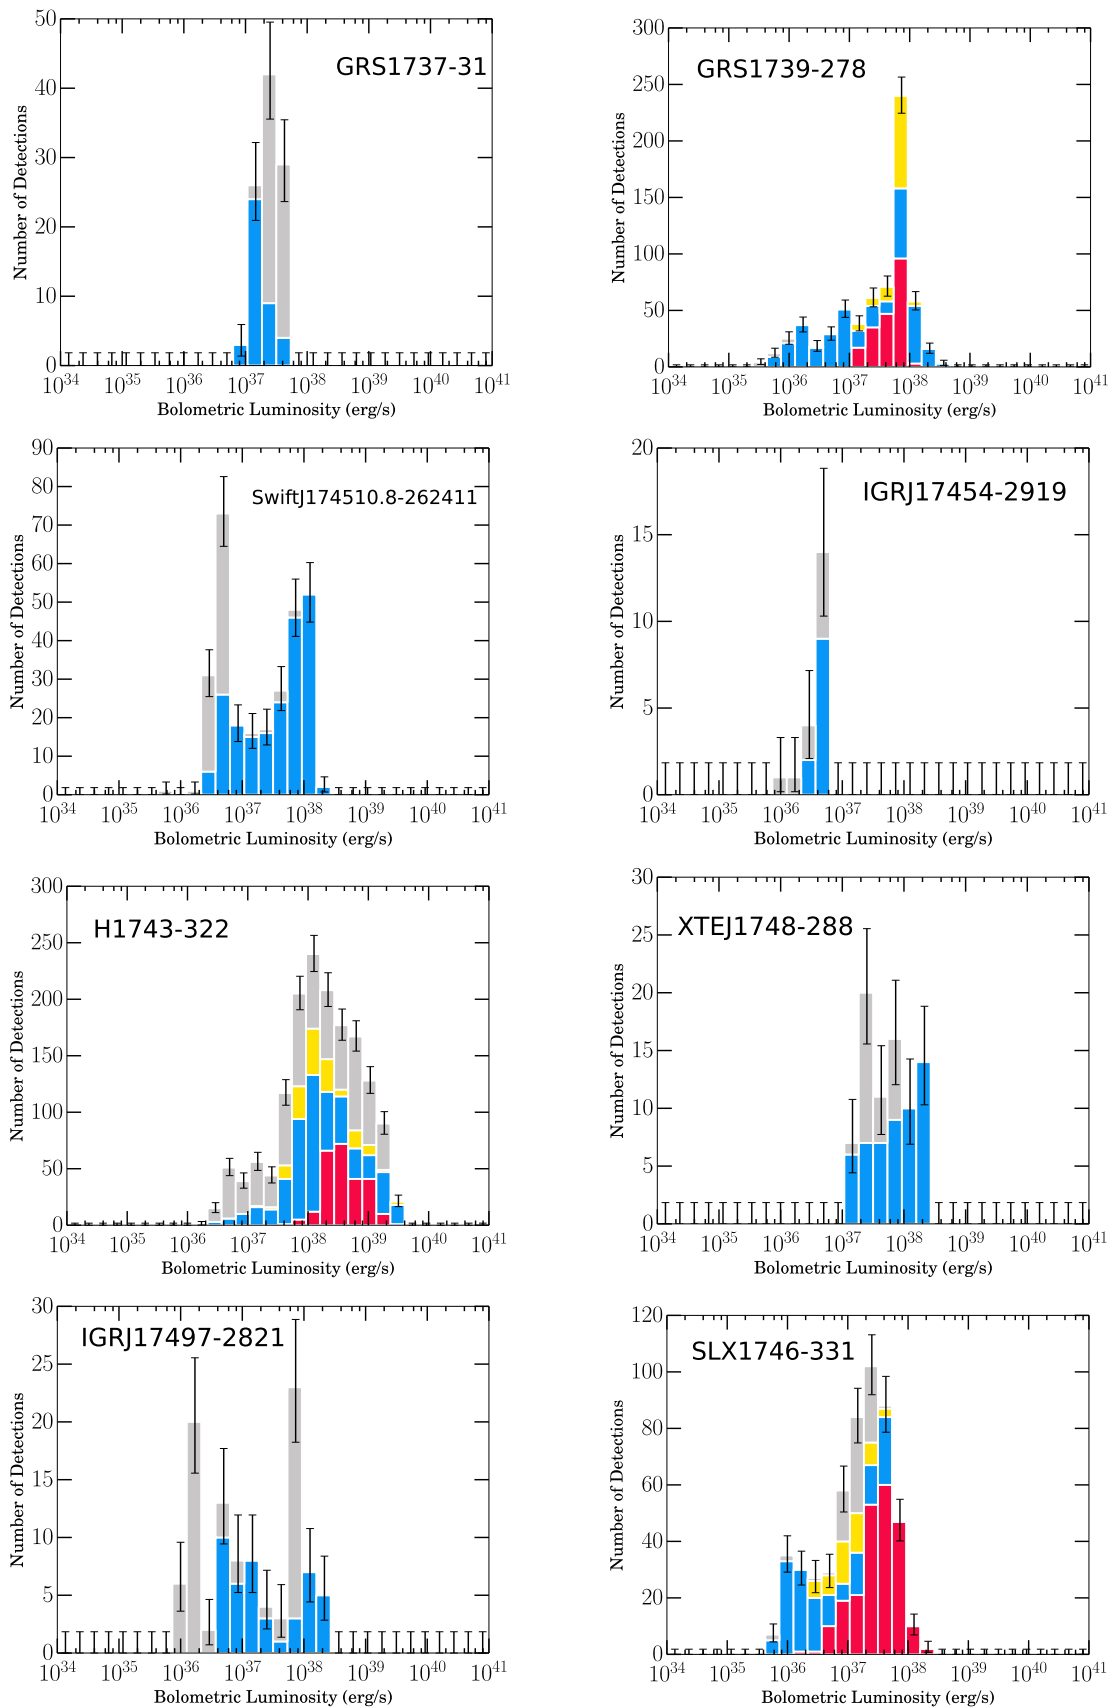 GRS1737-31
Number of Detections
50
40
30
20
10
0
10^34 10^35 10^36 10^37 10^38 10^39 10^40 10^41
Bolometric Luminosity (erg/s)
GRS1739-278
Number of Detections
300
250
200
150
100
50
0
10^34 10^35 10^36 10^37 10^38 10^39 10^40 10^41
Bolometric Luminosity (erg/s)
SwiftJ174510.8-262411
Number of Detections
90
80
70
60
50
40
30
20
10
0
10^34 10^35 10^36 10^37 10^38 10^39 10^40 10^41
Bolometric Luminosity (erg/s)
IGRJ17454-2919
Number of Detections
20
15
10
5
0
10^34 10^35 10^36 10^37 10^38 10^39 10^40 10^41
Bolometric Luminosity (erg/s)
H1743-322
Number of Detections
300
250
200
150
100
50
0
10^34 10^35 10^36 10^37 10^38 10^39 10^40 10^41
Bolometric Luminosity (erg/s)
XTEJ1748-288
Number of Detections
30
25
20
15
10
5
0
10^34 10^35 10^36 10^37 10^38 10^39 10^40 10^41
Bolometric Luminosity (erg/s)
IGRJ17497-2821
Number of Detections
30
25
20
15
10
5
0
10^34 10^35 10^36 10^37 10^38 10^39 10^40 10^41
Bolometric Luminosity (erg/s)
SLX1746-331
Number of Detections
120
100
80
60
40
20
0
10^34 10^35 10^36 10^37 10^38 10^39 10^40 10^41
Bolometric Luminosity (erg/s)